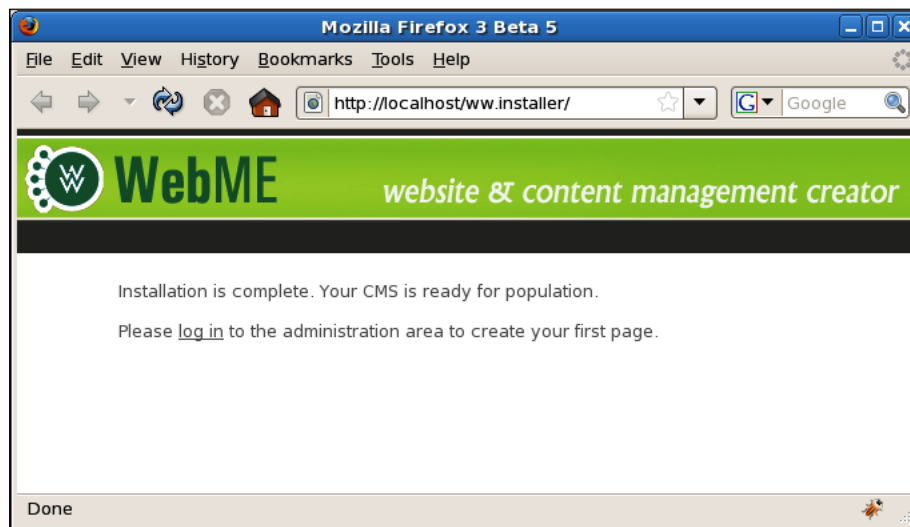 Mozilla Firefox 3 Beta 5
File Edit View History Bookmarks Tools Help
http://localhost/ww.installer/ G Google
W WebME website & content management creator
Installation is complete. Your CMS is ready for population.
Please log in to the administration area to create your first page.
Done